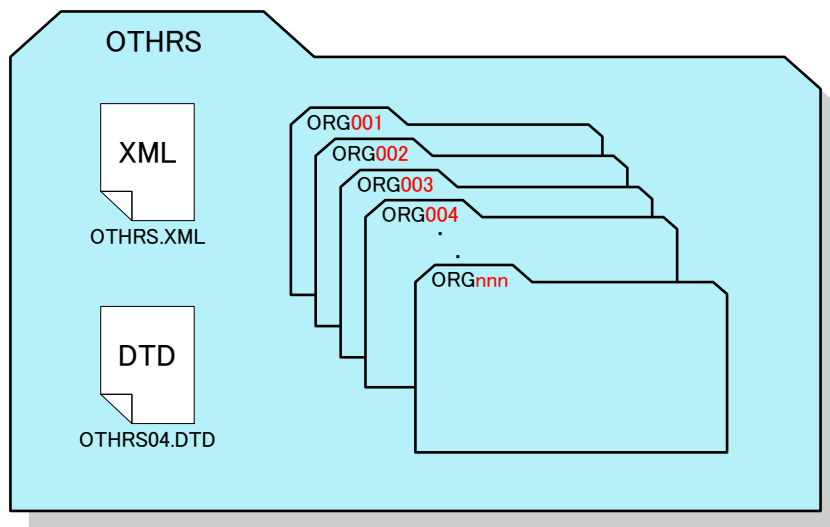 OTHRS
XML
OTHRS.XML
DTD
OTHRS04.DTD
ORG001
ORG002
ORG003
ORG004
.
.
ORGnnn